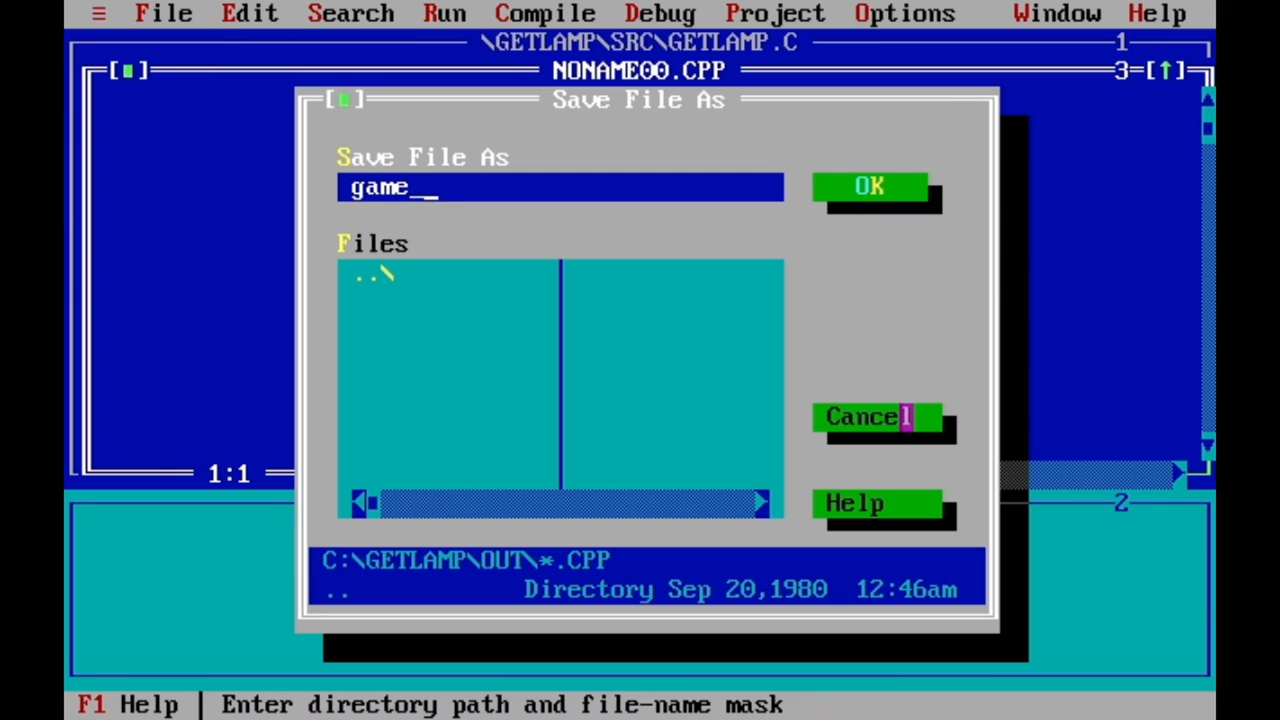 ≡ File Edit Search Run Compile Debug Project Options Window Help
\GETLAMP\SRC\GETLAMP.C 1
NONAME00.CPP 3
Save File As
Save File As
game_
OK
Files
..\
Cancel
1:1
Help
2
C:\GETLAMP\OUT\*.CPP
.. Directory Sep 20,1980 12:46am
F1 Help | Enter directory path and file-name mask